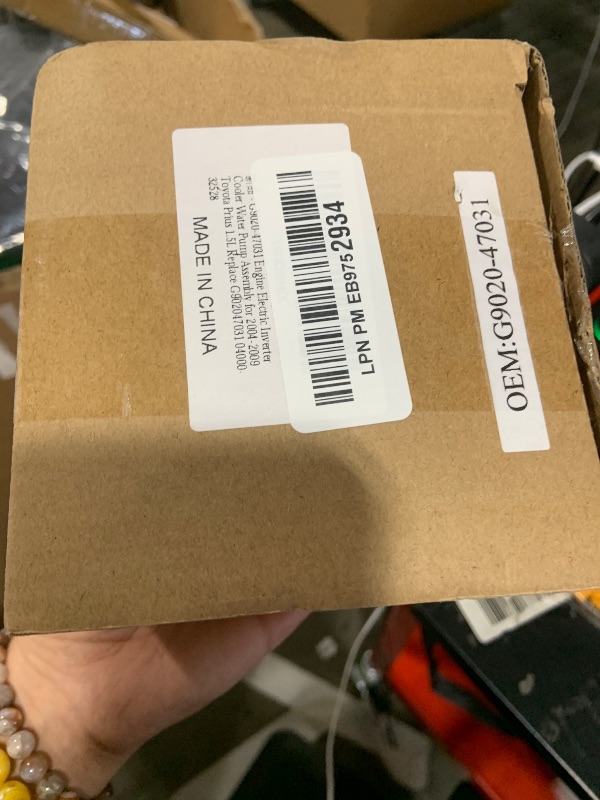 G9020-47031 Engine Electric Inverter
Cooler Water Pump Assembly for 2004-2009
Toyota Prius 1.5L Replace G902047031 04000-
32528
MADE IN CHINA
LPN PM EB9752934
OEM:G9020-47031